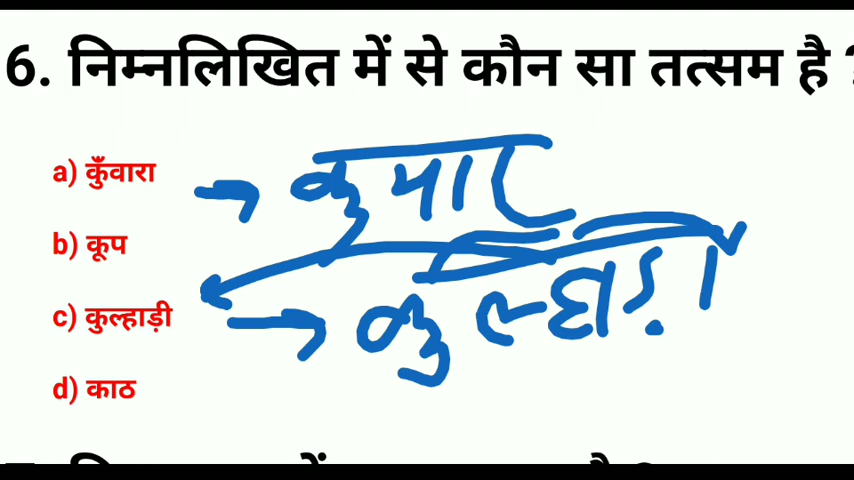 6. निम्नलिखित में से कौन सा तत्सम है ?
a) कुँवारा
कुमार
b) कूप
c) कुल्हाड़ी
कुल्हाड़ी
d) काठ